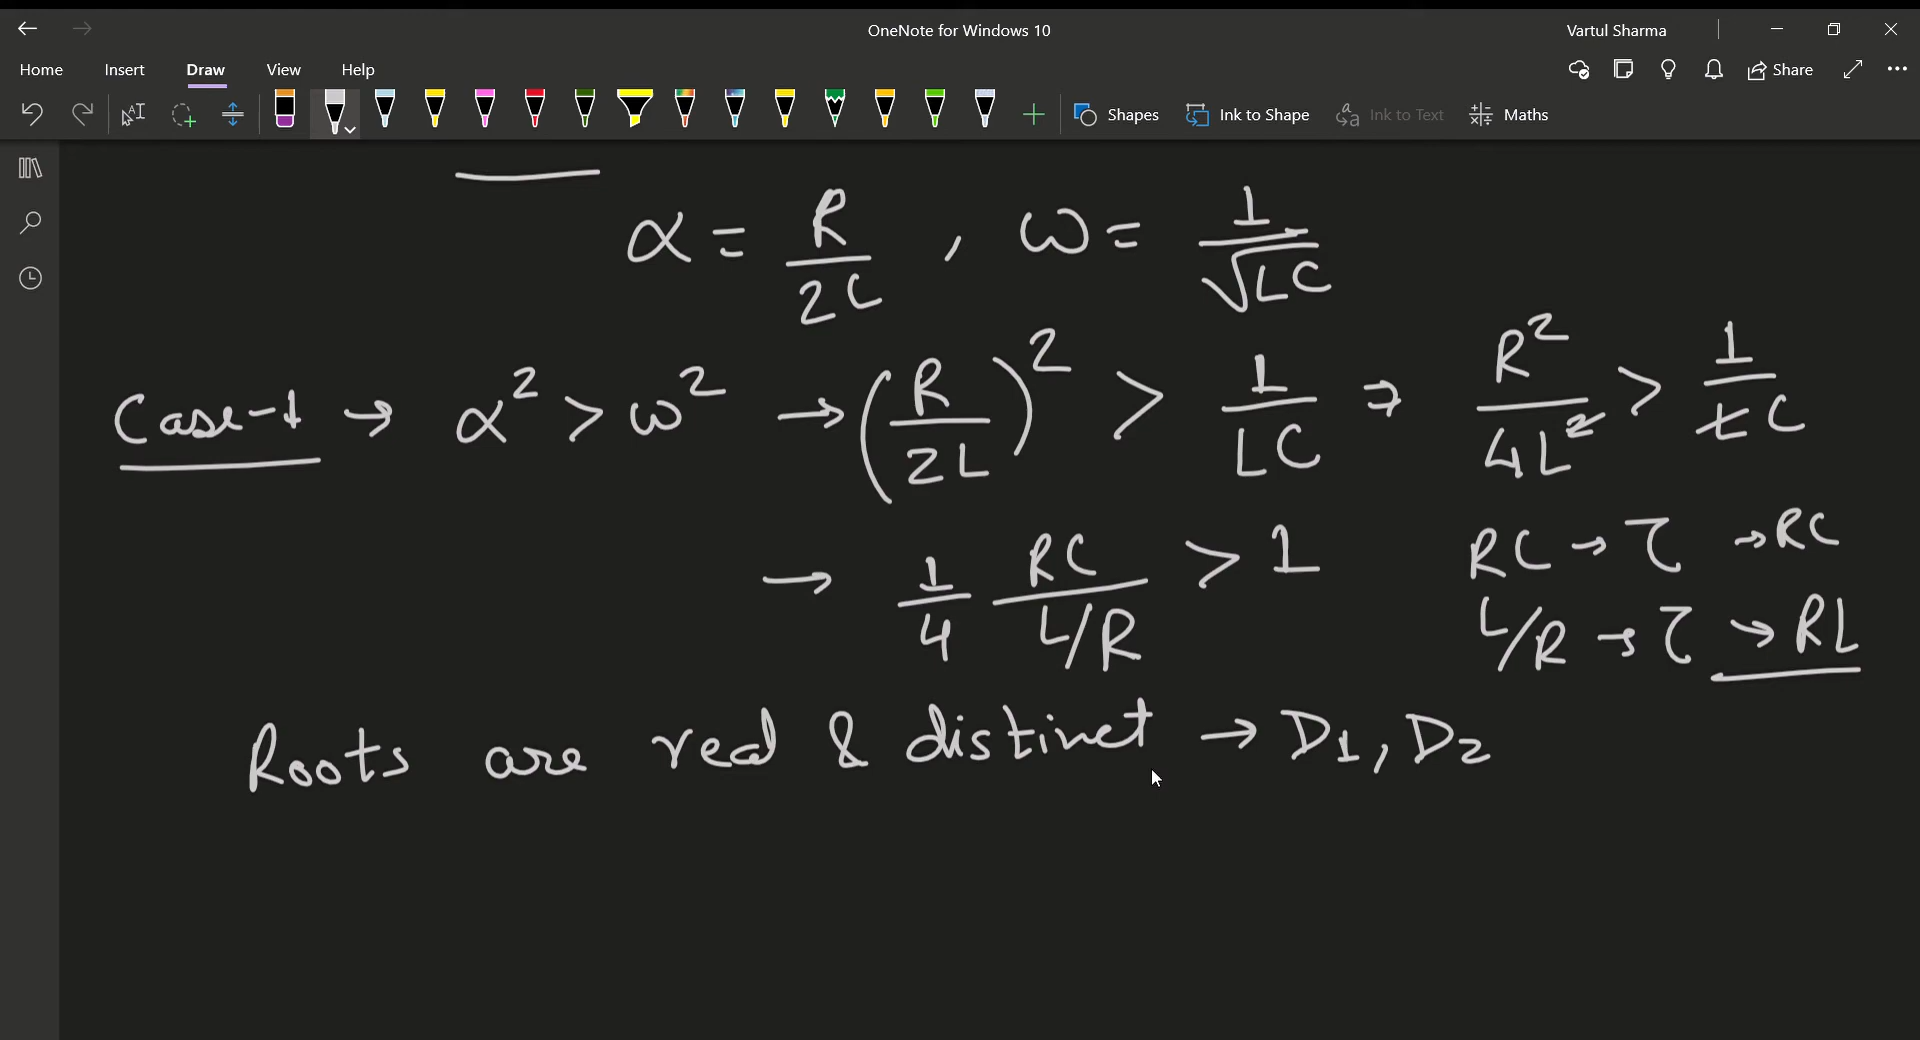 OneNote for Windows 10
Vartul Sharma
Home Insert Draw View Help
Share
Shapes Ink to Shape Ink to Text Maths
α = R/2C , ω = 1/√LC
Case-1 → α² > ω² → (R/2L)² > 1/LC ⇒ R²/4L² > 1/LC
→ 1/4 RC/L/R > 1
RC → τ → RC
L/R → τ → RL
Roots are real & distinct → D1, D2